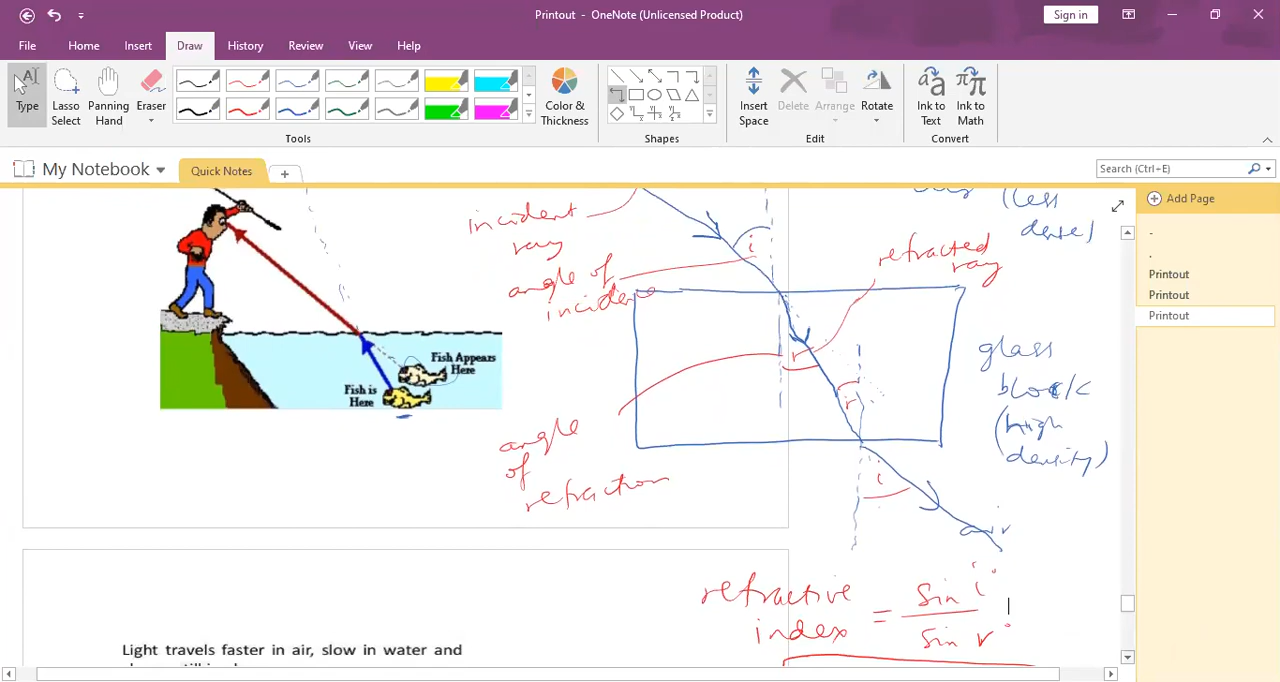 Printout - OneNote (Unlicensed Product)
Sign in
File
Home
Insert
Draw
History
Review
View
Help
Type
Lasso
Select
Panning
Hand
Eraser
Color &
Thickness
Insert
Space
Delete
Arrange
Rotate
Ink to
Text
Ink to
Math
Tools
Shapes
Edit
Convert
My Notebook
Quick Notes
Search (Ctrl+E)
Add Page
-
.
Printout
Printout
Printout
(less
dense)
incident
ray
angle of
incidence
i
refracted
ray
r
r
i
glass
block
(high
density)
angle
of
refraction
air
Fish Appears
Here
Fish is
Here
refractive
index
= sin i°
sin r°
Light travels faster in air, slow in water and